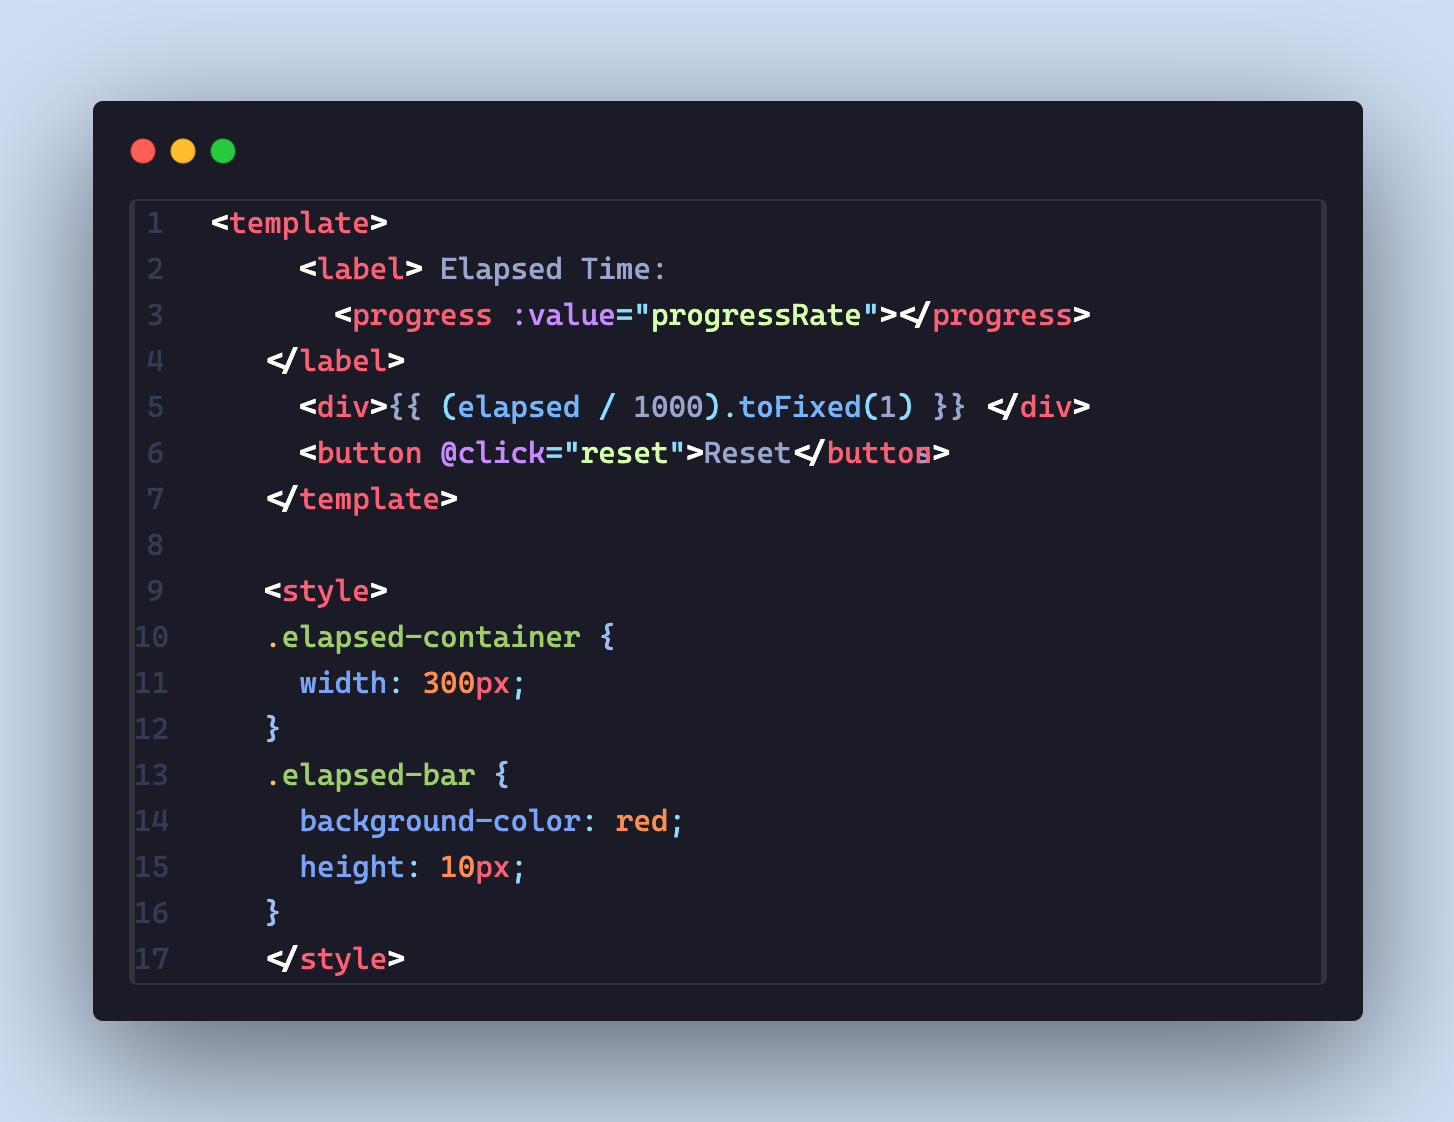 1 <template>
2 <label> Elapsed Time:
3 <progress :value="progressRate"></progress>
4 </label>
5 <div>{{ (elapsed / 1000).toFixed(1) }} </div>
6 <button @click="reset">Reset</button>
7 </template>
8
9 <style>
10 .elapsed-container {
11 width: 300px;
12 }
13 .elapsed-bar {
14 background-color: red;
15 height: 10px;
16 }
17 </style>